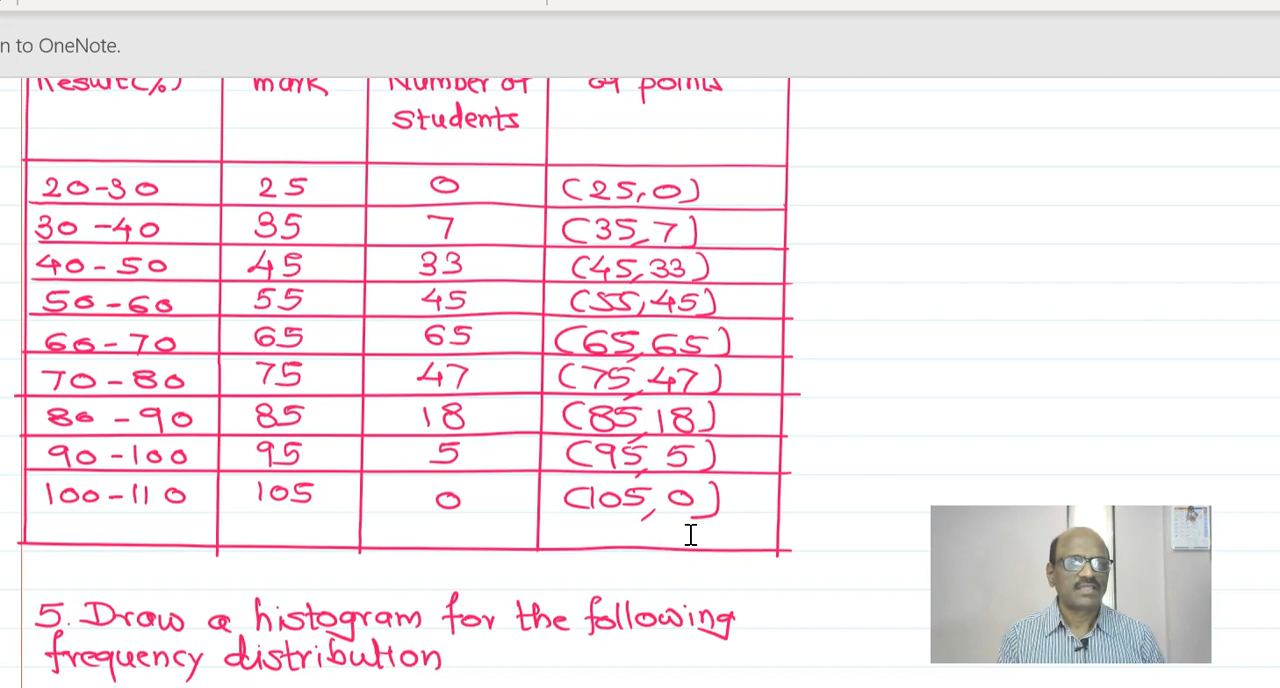 n to OneNote.
Result(%) mark Number of of points
Students
20-30 25 0 (25,0)
30-40 35 7 (35,7)
40-50 45 33 (45,33)
50-60 55 45 (55,45)
60-70 65 65 (65,65)
70-80 75 47 (75,47)
80-90 85 18 (85,18)
90-100 95 5 (95,5)
100-110 105 0 (105,0)
5. Draw a histogram for the following
frequency distribution